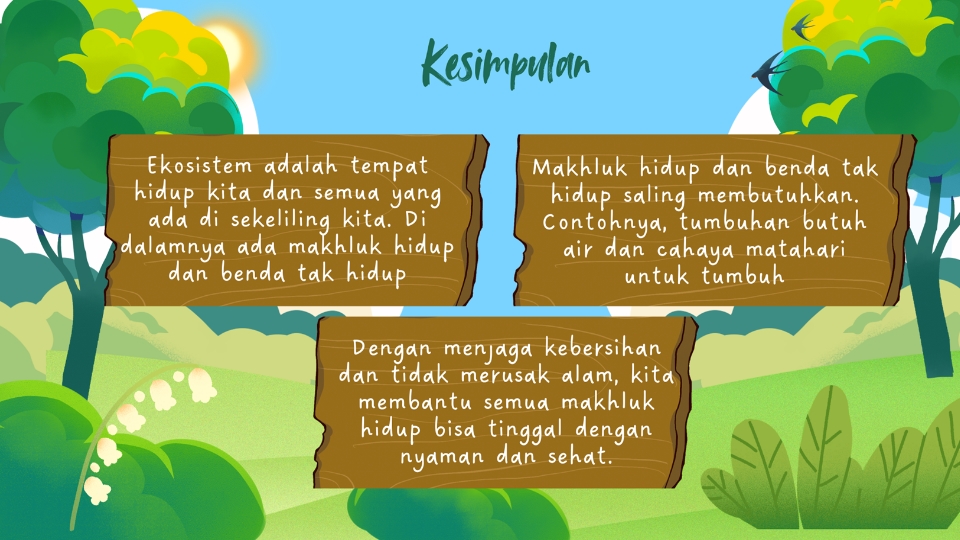 Kesimpulan
Ekosistem adalah tempat
hidup kita dan semua yang
ada di sekeliling kita. Di
dalamnya ada makhluk hidup
dan benda tak hidup
Makhluk hidup dan benda tak
hidup saling membutuhkan.
Contohnya, tumbuhan butuh
air dan cahaya matahari
untuk tumbuh
Dengan menjaga kebersihan
dan tidak merusak alam, kita
membantu semua makhluk
hidup bisa tinggal dengan
nyaman dan sehat.